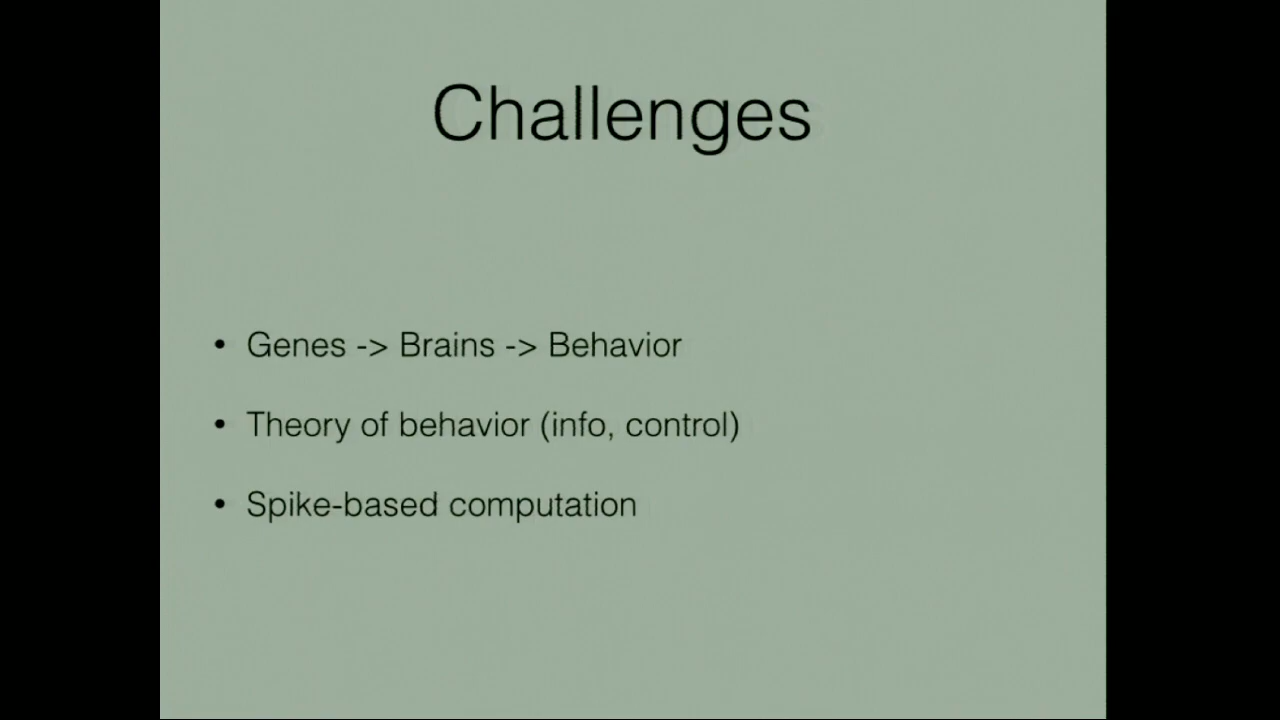 Challenges
• Genes -> Brains -> Behavior
• Theory of behavior (info, control)
• Spike-based computation